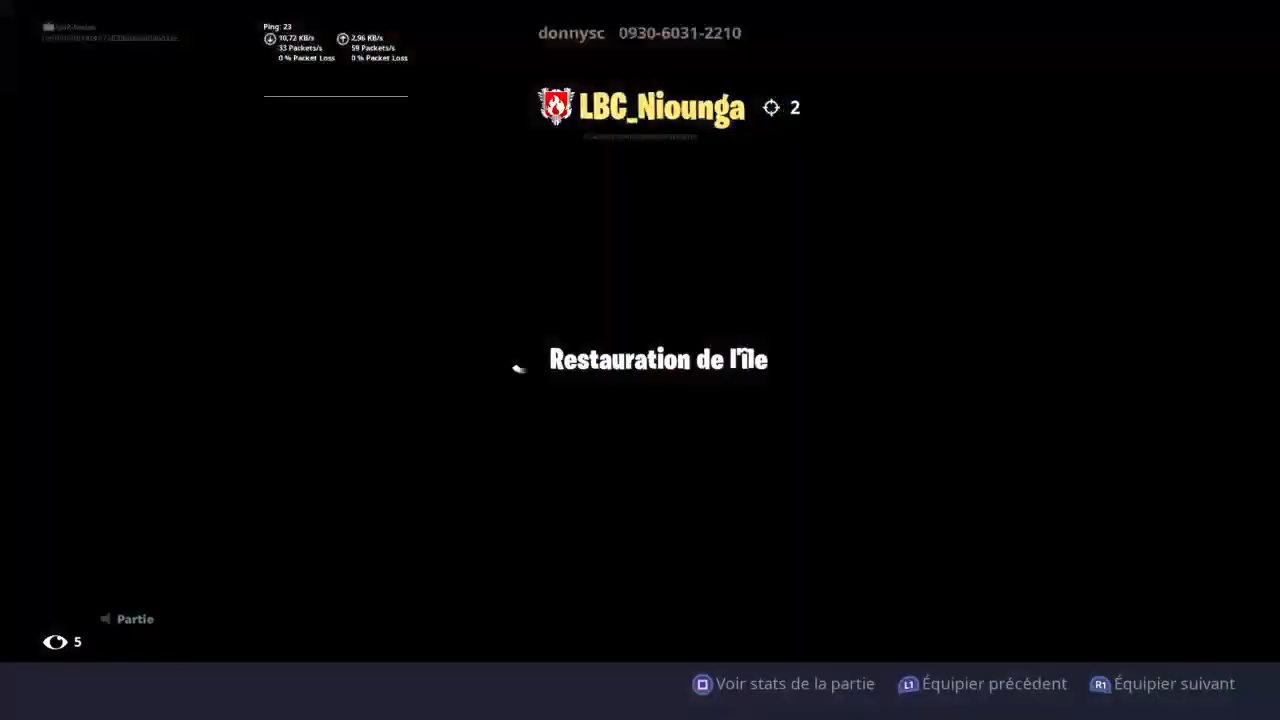 Ping: 23
10,72 KB/s 2,96 KB/s
33 Packets/s 59 Packets/s
0 % Packet Loss 0 % Packet Loss
donnysc 0930-6031-2210
LBC_Niounga 2
Restauration de l'île
Partie
5
Voir stats de la partie L1 Équipier précédent R1 Équipier suivant